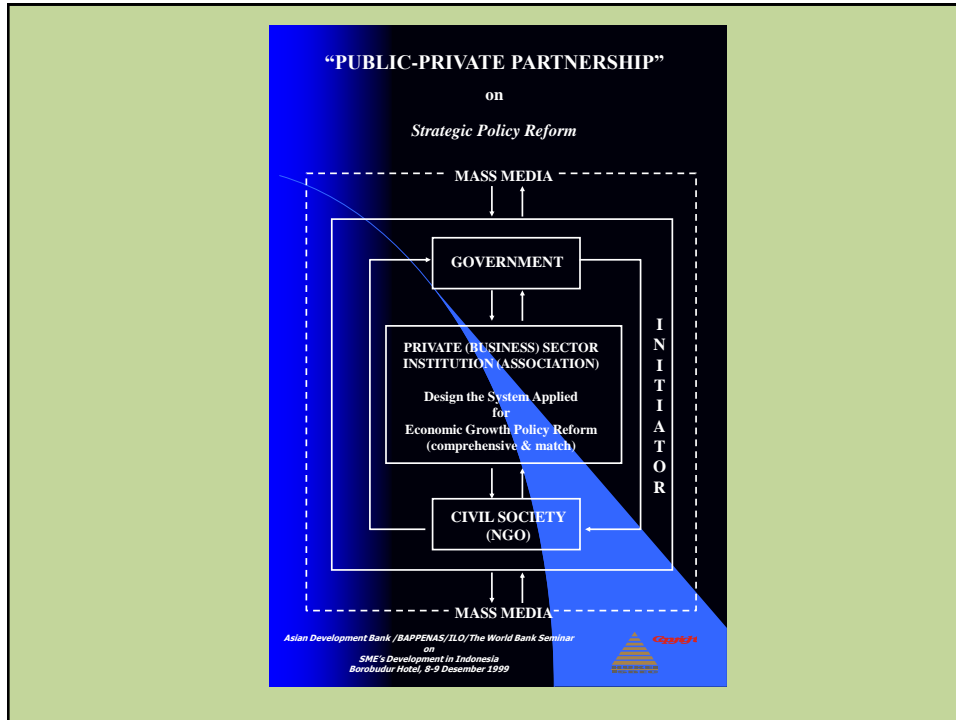 “PUBLIC-PRIVATE PARTNERSHIP”
on
Strategic Policy Reform
MASS MEDIA
GOVERNMENT
PRIVATE (BUSINESS) SECTOR
INSTITUTION (ASSOCIATION)
Design the System Applied
for
Economic Growth Policy Reform
(comprehensive & match)
CIVIL SOCIETY
(NGO)
I
N
I
T
I
A
T
O
R
MASS MEDIA
Asian Development Bank /BAPPENAS/ILO/The World Bank Seminar
on
SME's Development in Indonesia
Borobudur Hotel, 8-9 Desember 1999